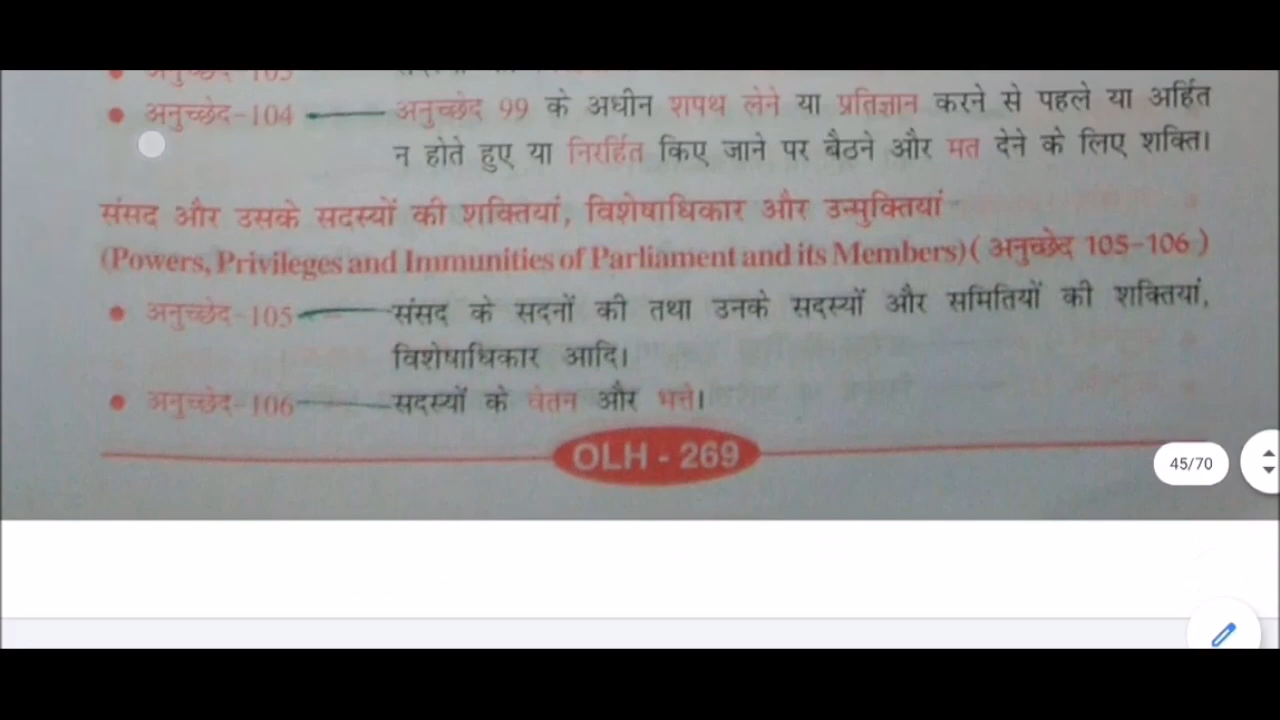 अनुच्छेद-104 अनुच्छेद 99 के अधीन शपथ लेने या प्रतिज्ञान करने से पहले या अर्हित
न होते हुए या निरर्हित किए जाने पर बैठने और मत देने के लिए शक्ति।
संसद और उसके सदस्यों की शक्तियां, विशेषाधिकार और उन्मुक्तियां
(Powers, Privileges and Immunities of Parliament and its Members) ( अनुच्छेद 105-106 )
अनुच्छेद-105 संसद के सदनों की तथा उनके सदस्यों और समितियों की शक्तियां,
विशेषाधिकार आदि।
अनुच्छेद-106 सदस्यों के वेतन और भत्ते।
OLH - 269
45/70